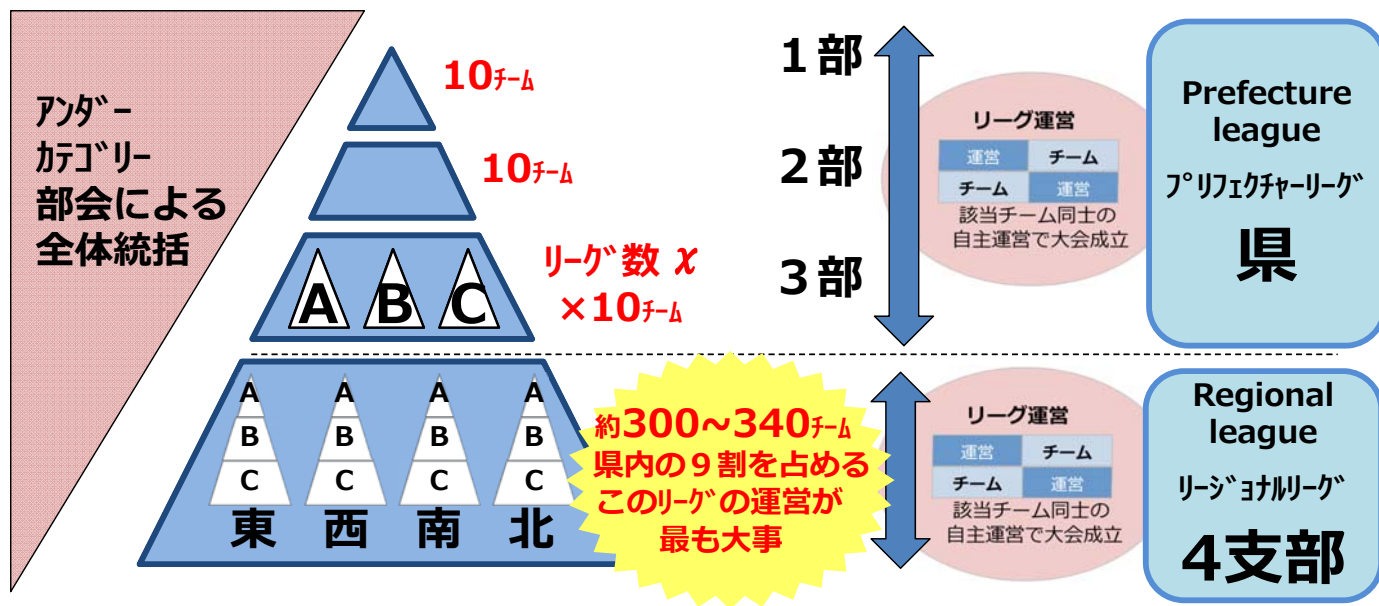 アンダー
カテゴリー
部会による
全体統括
10チーム
10チーム
リーグ数 x
×10チーム
A B C
A A A A
B B B B
C C C C
東 西 南 北
約300~340チーム
県内の9割を占める
このリーグの運営が
最も大事
1部
2部
3部
リーグ運営
運営 チーム
チーム 運営
該当チーム同士の
自主運営で大会成立
Prefecture
league
プリフェクチャーリーグ
県
リーグ運営
運営 チーム
チーム 運営
該当チーム同士の
自主運営で大会成立
Regional
league
リージョナルリーグ
4支部